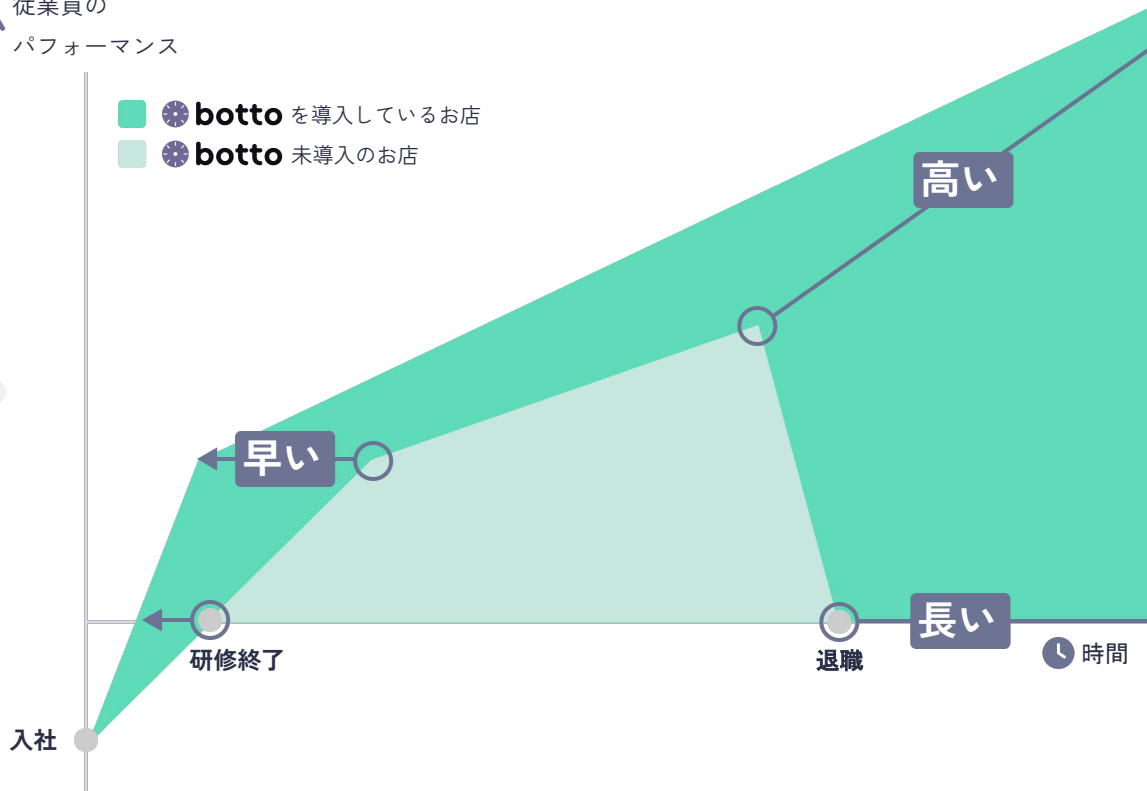 従業員の
パフォーマンス
botto を導入しているお店
botto 未導入のお店
高い
早い
長い
研修終了
退職
時間
入社